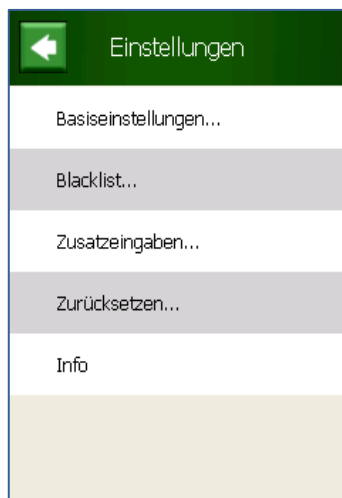 Einstellungen
Basiseinstellungen...
Blacklist...
Zusatzeingaben...
Zurücksetzen...
Info